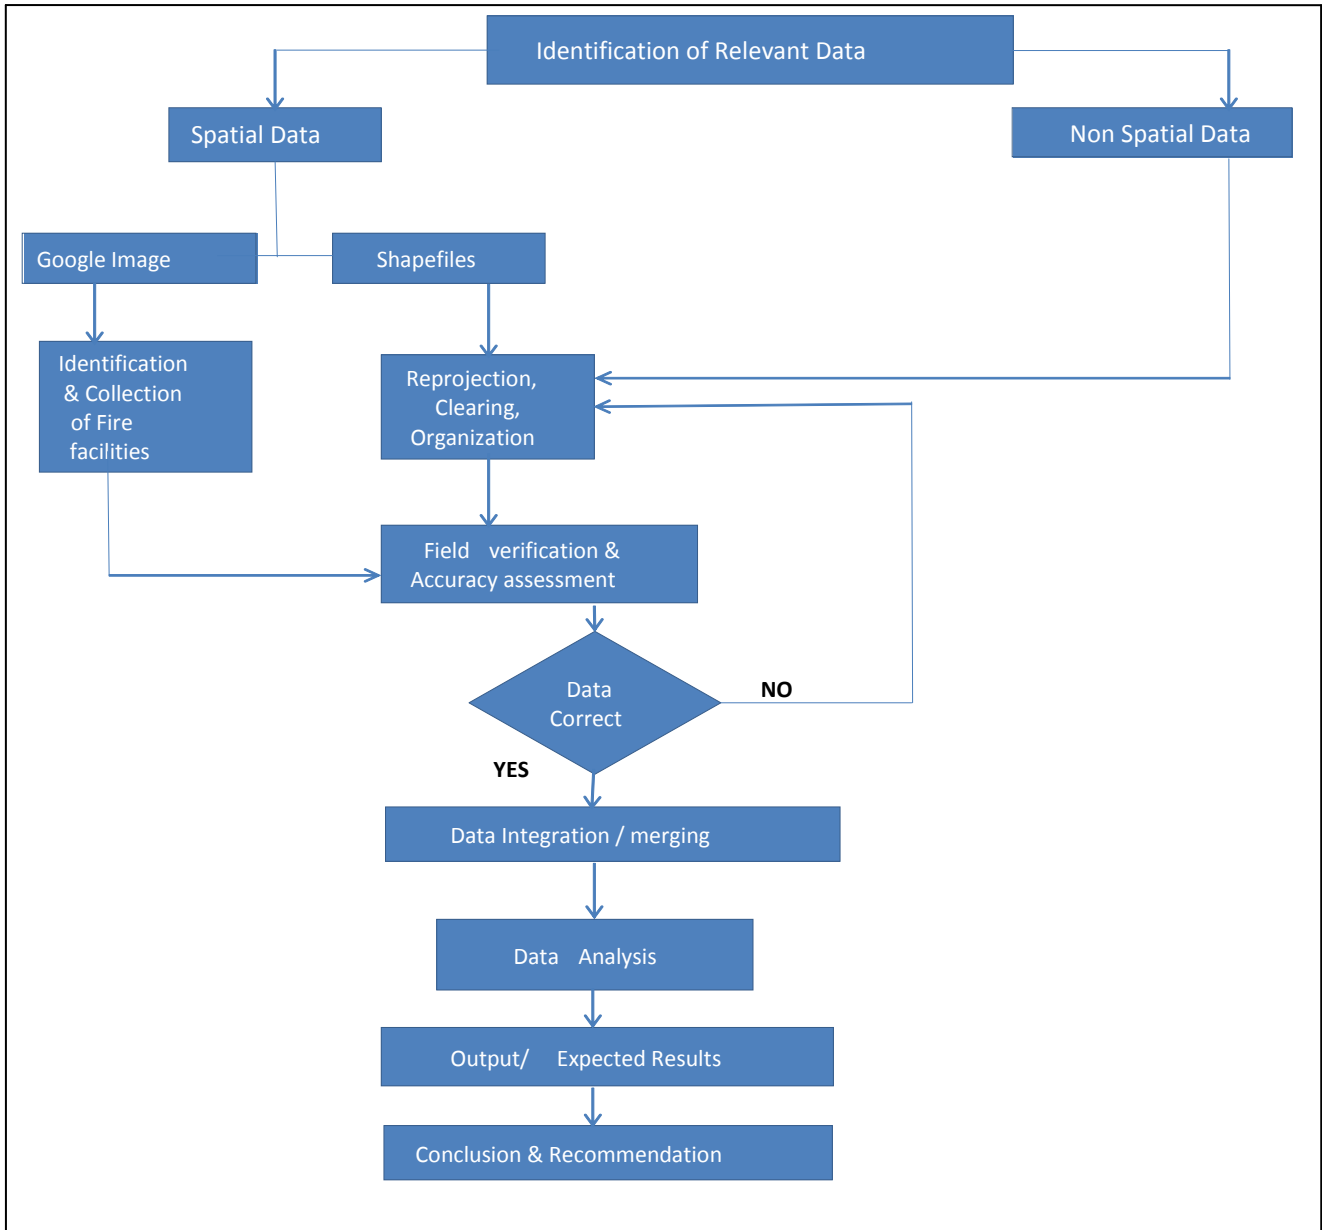 Identification of Relevant Data
Spatial Data
Non Spatial Data
Google Image
Shapefiles
Identification
& Collection
of Fire
facilities
Reprojection,
Clearing,
Organization
Field verification &
Accuracy assessment
Data
Correct
NO
YES
Data Integration / merging
Data Analysis
Output/ Expected Results
Conclusion & Recommendation